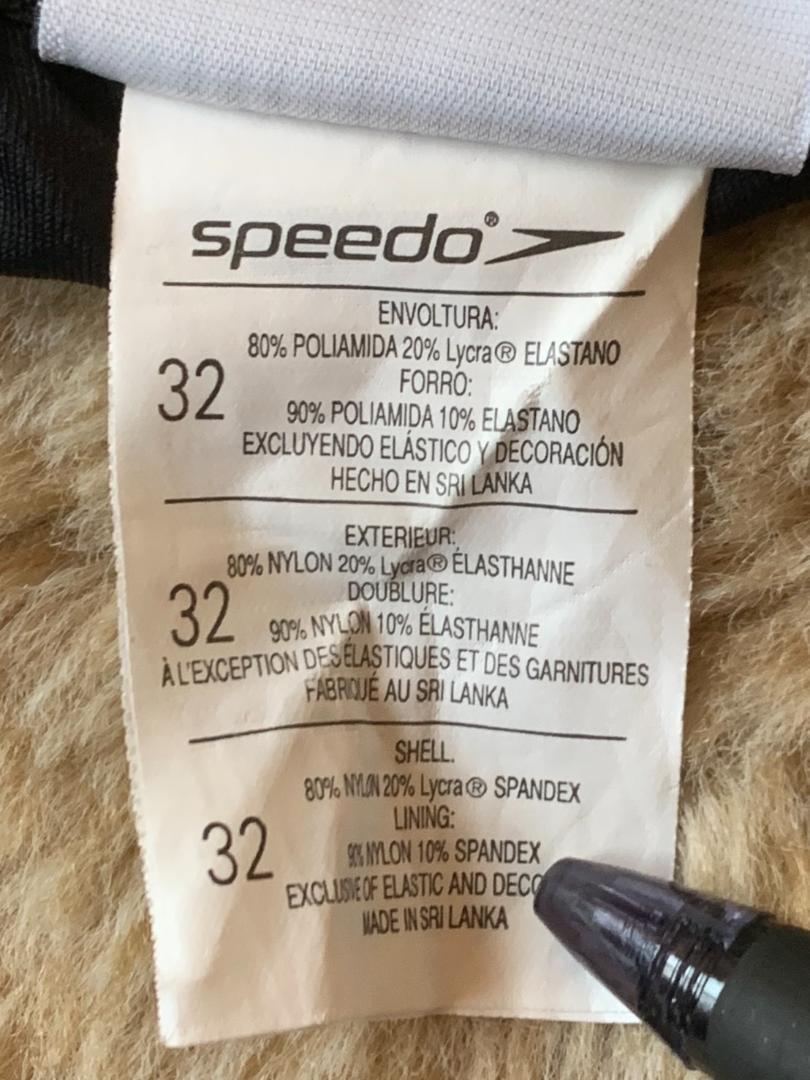 speedo®
ENVOLTURA:
80% POLIAMIDA 20% Lycra® ELASTANO
FORRO:
32
90% POLIAMIDA 10% ELASTANO
EXCLUYENDO ELÁSTICO Y DECORACIÓN
HECHO EN SRI LANKA
EXTERIEUR:
80% NYLON 20% Lycra® ÉLASTHANNE
DOUBLURE:
32
90% NYLON 10% ÉLASTHANNE
À L'EXCEPTION DES ÉLASTIQUES ET DES GARNITURES
FABRIQUÉ AU SRI LANKA
SHELL.
80% NYLON 20% Lycra® SPANDEX
LINING:
32
90% NYLON 10% SPANDEX
EXCLUSIVE OF ELASTIC AND DECO
MADE IN SRI LANKA